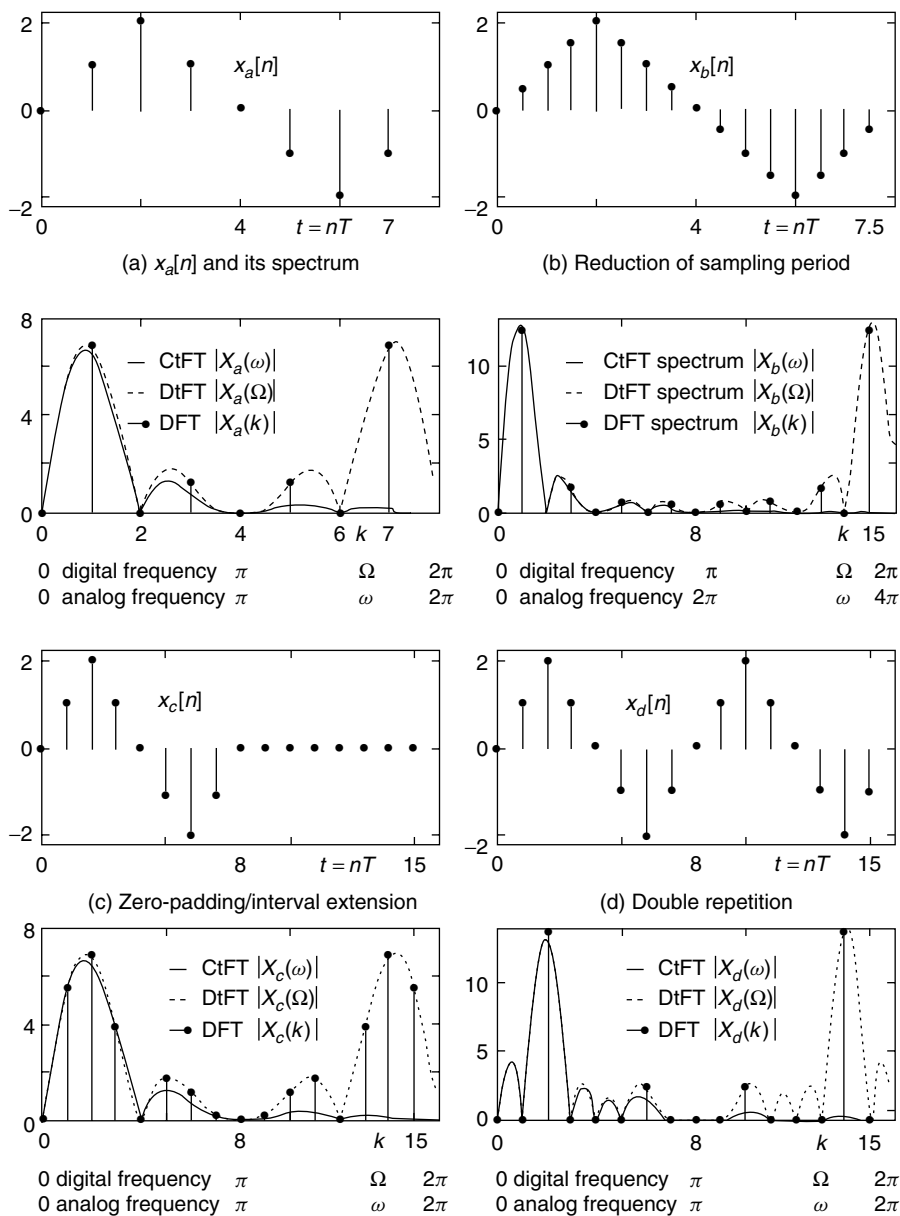 2
0
−2
x_a[n]
0 4 t = nT 7
(a) x_a[n] and its spectrum
2
0
−2
x_b[n]
0 4 t = nT 7.5
(b) Reduction of sampling period
8
4
0
CtFT |X_a(ω)|
DtFT |X_a(Ω)|
DFT |X_a(k)|
0 2 4 6 k 7
0 digital frequency π Ω 2π
0 analog frequency π ω 2π
10
5
0
CtFT spectrum |X_b(ω)|
DtFT spectrum |X_b(Ω)|
DFT spectrum |X_b(k)|
0 k 15
0 digital frequency π Ω 2π
0 analog frequency 2π ω 4π
2
0
−2
x_c[n]
0 8 t = nT 15
(c) Zero-padding/interval extension
2
0
−2
x_d[n]
0 8 t = nT 15
(d) Double repetition
8
4
0
CtFT |X_c(ω)|
DtFT |X_c(Ω)|
DFT |X_c(k)|
0 8 k 15
0 digital frequency π Ω 2π
0 analog frequency π ω 2π
10
5
0
CtFT |X_d(ω)|
DtFT |X_d(Ω)|
DFT |X_d(k)|
0 8 k 15
0 digital frequency π Ω 2π
0 analog frequency π ω 2π